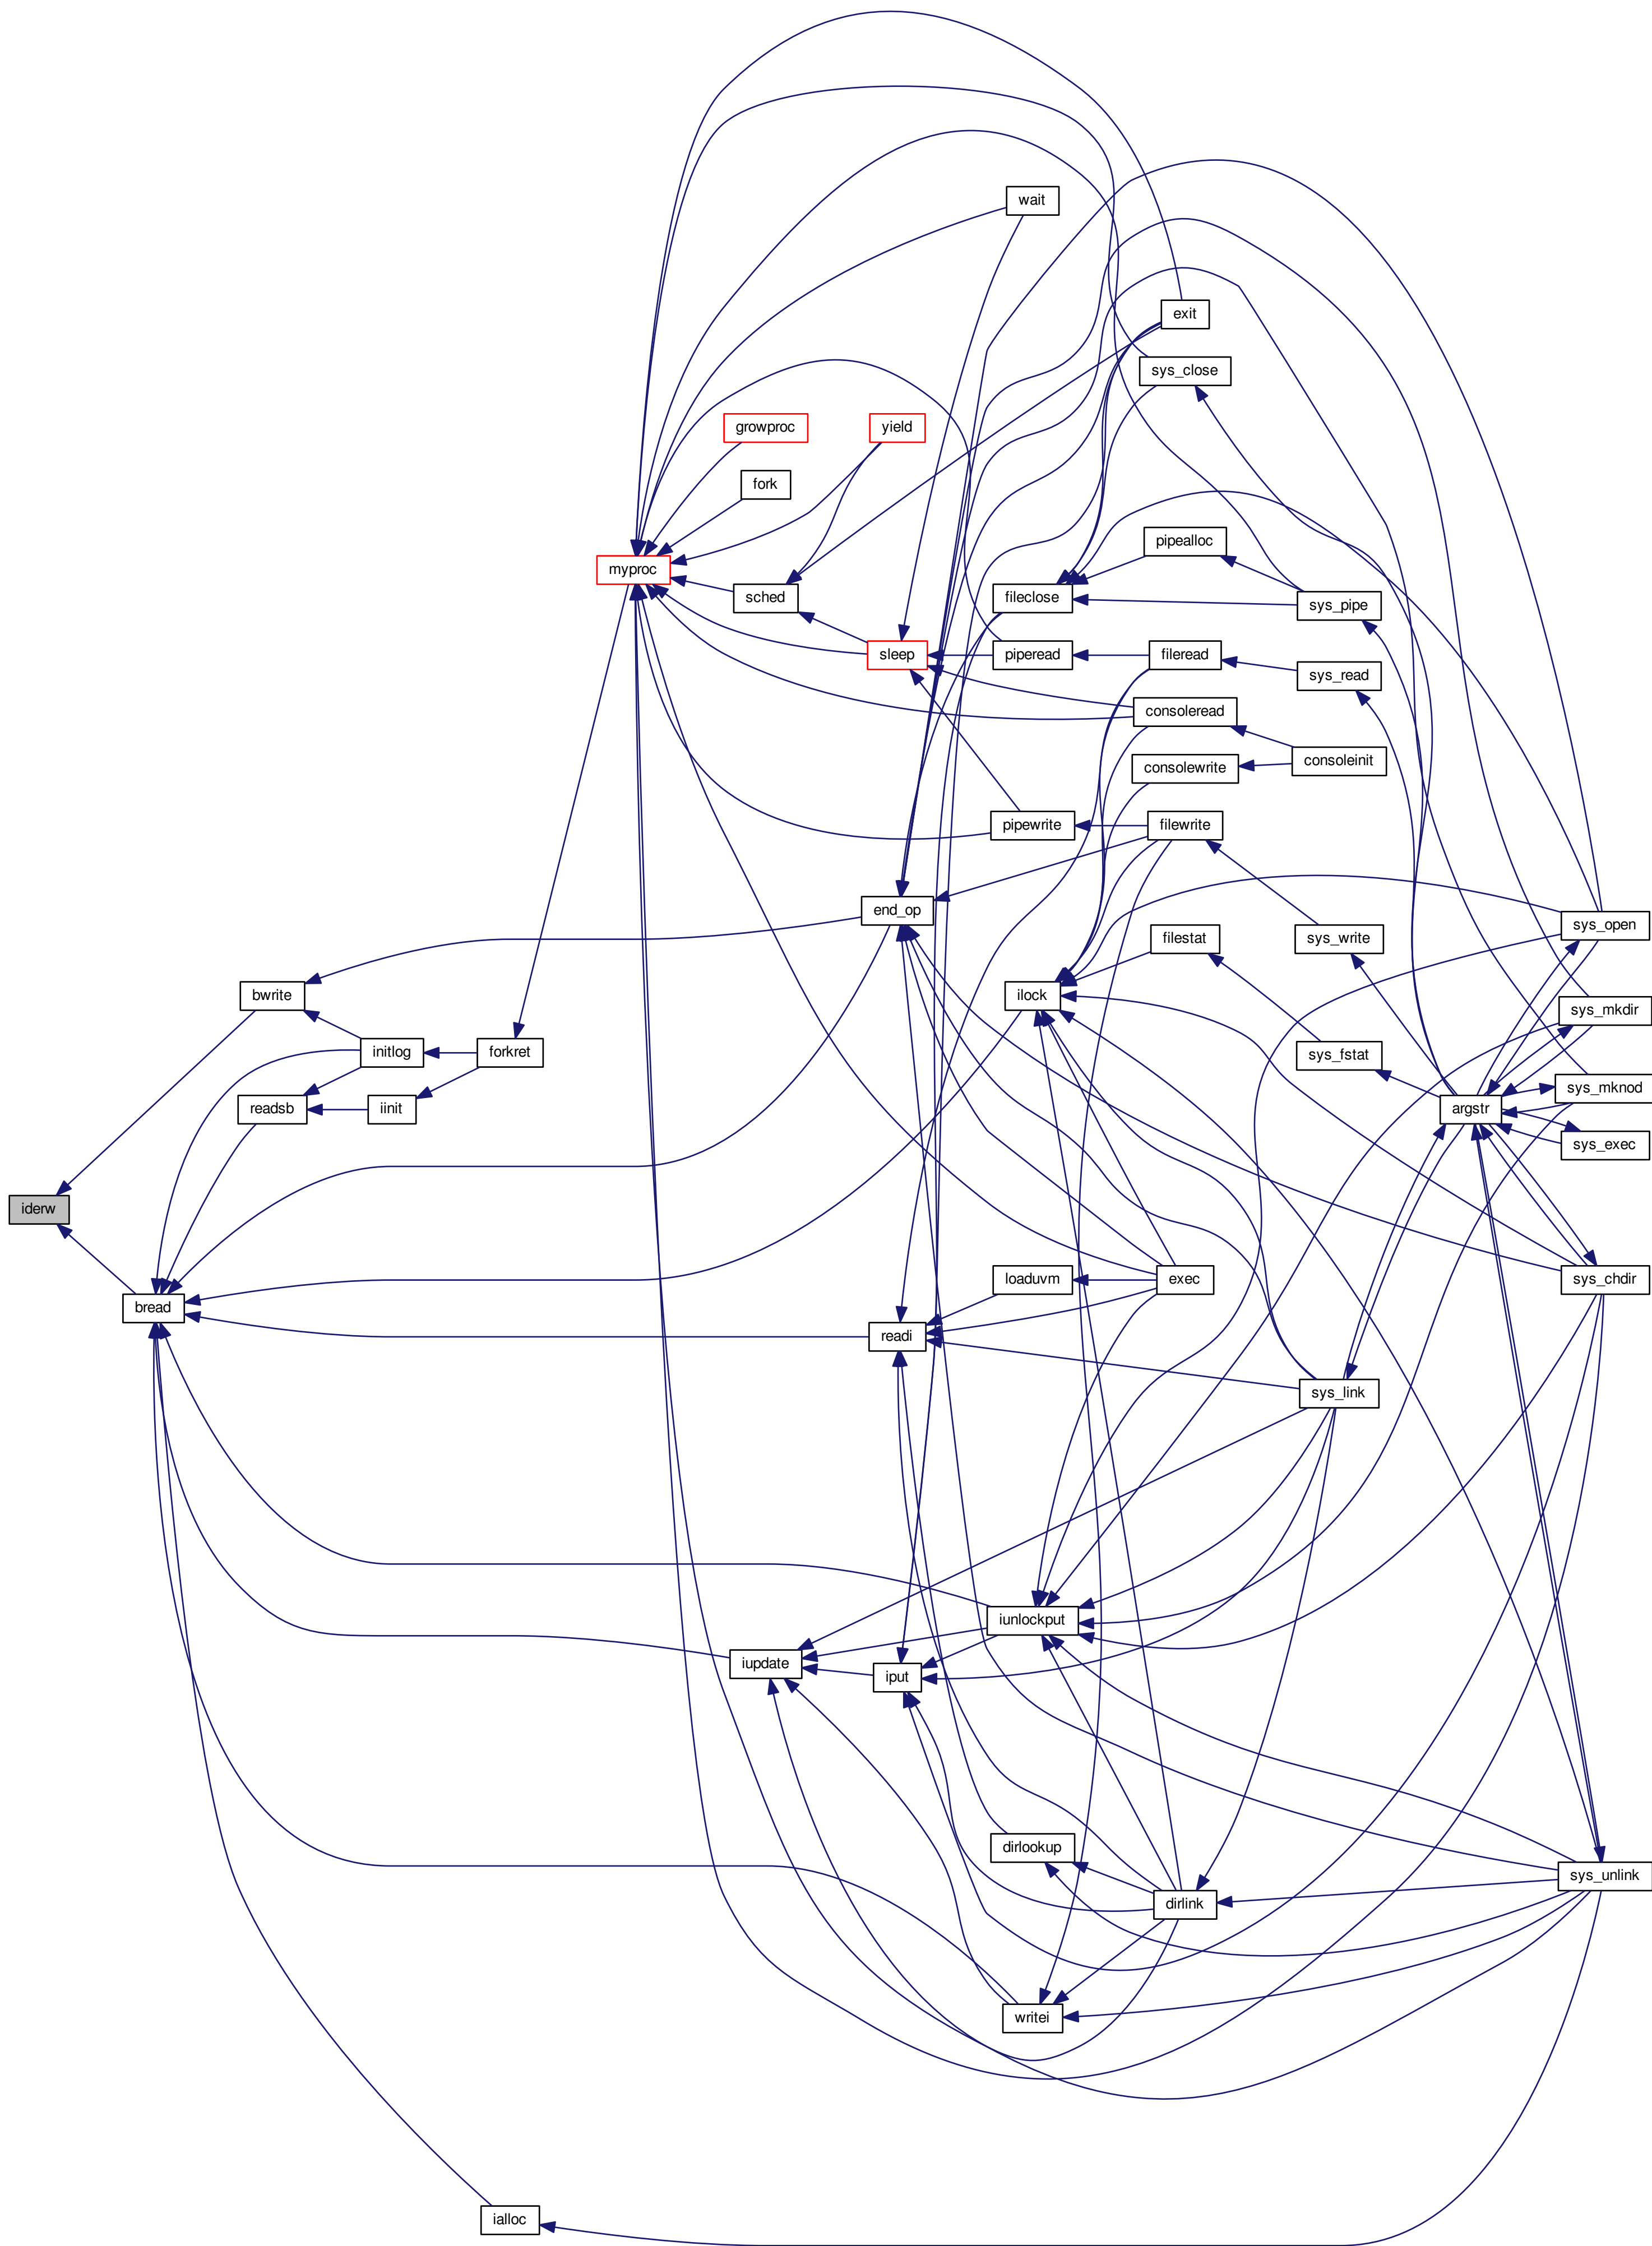 wait
exit
sys_close
growproc
yield
fork
pipealloc
myproc
sched
fileclose
sys_pipe
sleep
piperead
fileread
sys_read
consoleread
consoleinit
consolewrite
pipewrite
filewrite
end_op
sys_open
filestat
sys_write
bwrite
ilock
sys_mkdir
initlog
forkret
sys_fstat
sys_mknod
readsb
iinit
argstr
sys_exec
iderw
bread
loaduvm
exec
sys_chdir
readi
sys_link
iunlockput
iupdate
iput
dirlookup
sys_unlink
dirlink
writei
ialloc